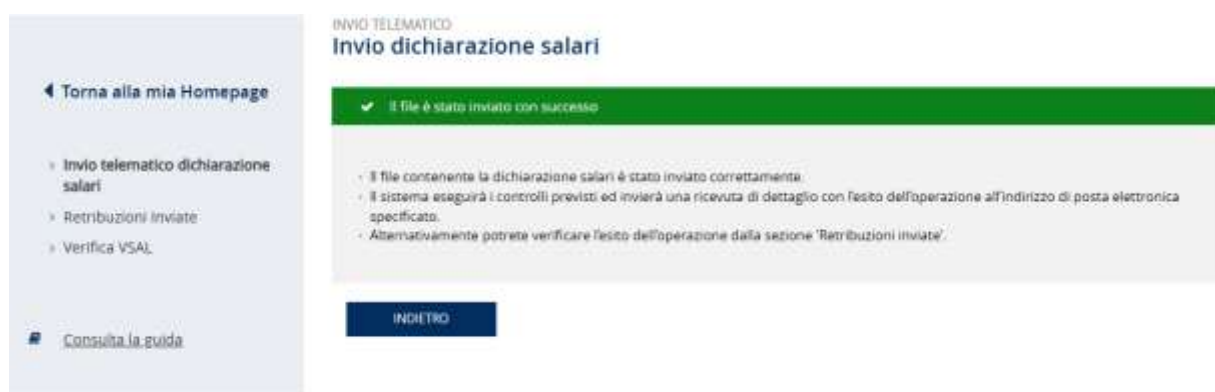 INVIO TELEMATICO
Invio dichiarazione salari
Torna alla mia Homepage
Invio telematico dichiarazione
salari
Retribuzioni Inviate
Verifica VSAL
Consulta la guida
Il file è stato inviato con successo
Il file contenente la dichiarazione salari è stato inviato correttamente.
Il sistema eseguirà i controlli previsti ed invierà una ricevuta di dettaglio con l'esito dell'operazione all'indirizzo di posta elettronica
specificato.
Alternativamente potrete verificare l'esito dell'operazione dalla sezione 'Retribuzioni inviate'.
INDIETRO